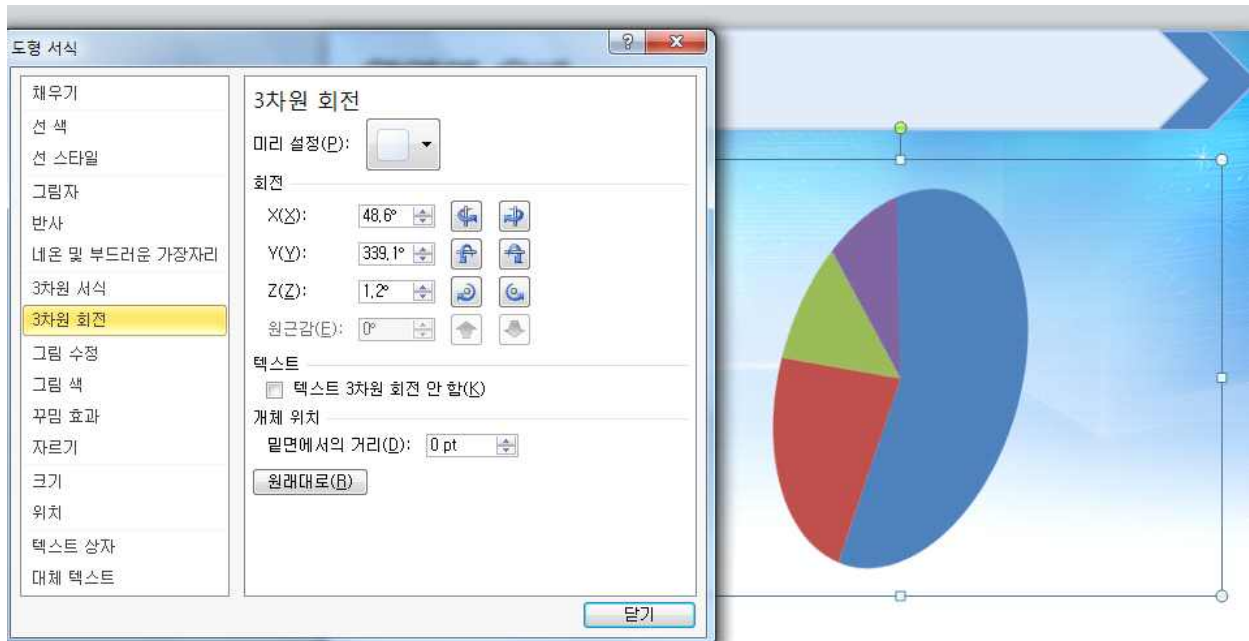 도형 서식
채우기
선 색
선 스타일
그림자
반사
네온 및 부드러운 가장자리
3차원 서식
3차원 회전
그림 수정
그림 색
꾸밈 효과
자르기
크기
위치
텍스트 상자
대체 텍스트
3차원 회전
미리 설정(P):
회전
X(X): 48,6°
Y(Y): 339,1°
Z(Z): 1,2°
원근감(E): 0°
텍스트
텍스트 3차원 회전 안 함(K)
개체 위치
밑면에서의 거리(D): 0 pt
원래대로(R)
닫기